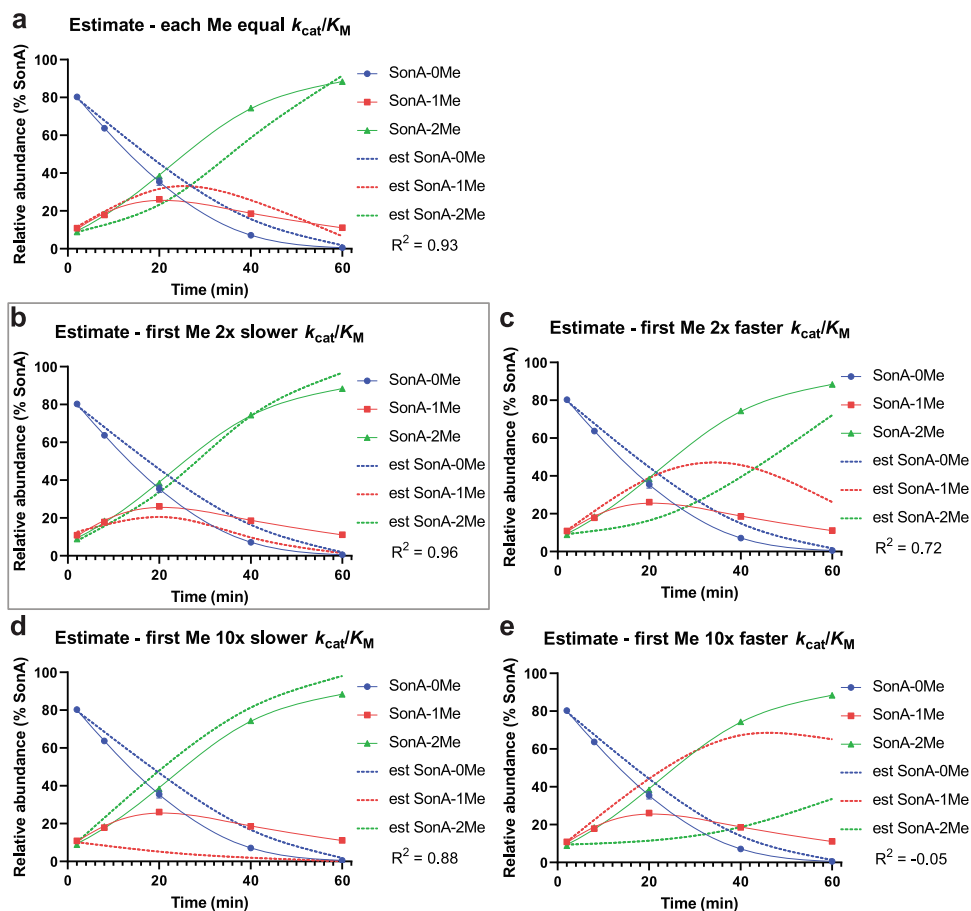 a
Estimate - each Me equal kcat/KM
Relative abundance (% SonA)
100
80
60
40
20
0
0
20
40
60
Time (min)
SonA-0Me
SonA-1Me
SonA-2Me
est SonA-0Me
est SonA-1Me
est SonA-2Me
R² = 0.93
b
Estimate - first Me 2x slower kcat/KM
Relative abundance (% SonA)
100
80
60
40
20
0
0
20
40
60
Time (min)
SonA-0Me
SonA-1Me
SonA-2Me
est SonA-0Me
est SonA-1Me
est SonA-2Me
R² = 0.96
c
Estimate - first Me 2x faster kcat/KM
Relative abundance (% SonA)
100
80
60
40
20
0
0
20
40
60
Time (min)
SonA-0Me
SonA-1Me
SonA-2Me
est SonA-0Me
est SonA-1Me
est SonA-2Me
R² = 0.72
d
Estimate - first Me 10x slower kcat/KM
Relative abundance (% SonA)
100
80
60
40
20
0
0
20
40
60
Time (min)
SonA-0Me
SonA-1Me
SonA-2Me
est SonA-0Me
est SonA-1Me
est SonA-2Me
R² = 0.88
e
Estimate - first Me 10x faster kcat/KM
Relative abundance (% SonA)
100
80
60
40
20
0
0
20
40
60
Time (min)
SonA-0Me
SonA-1Me
SonA-2Me
est SonA-0Me
est SonA-1Me
est SonA-2Me
R² = -0.05